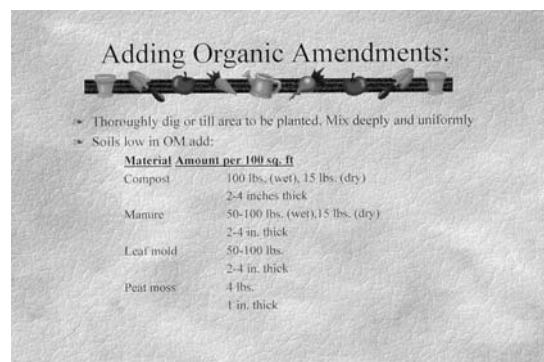 Adding Organic Amendments:
Thoroughly dig or till area to be planted. Mix deeply and uniformly
Soils low in OM add:
Material Amount per 100 sq. ft
Compost 100 lbs. (wet), 15 lbs. (dry)
2-4 inches thick
Manure 50-100 lbs. (wet),15 lbs. (dry)
2-4 in. thick
Leaf mold 50-100 lbs.
2-4 in. thick
Peat moss 4 lbs.
1 in. thick